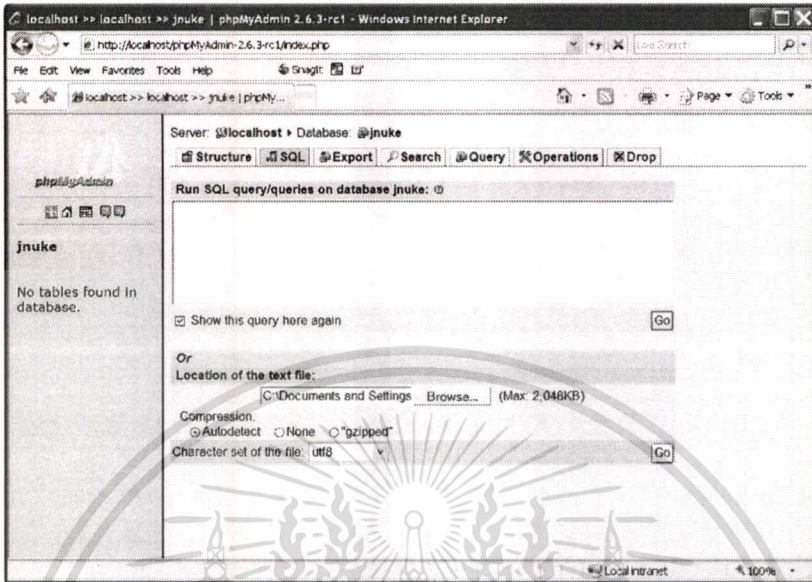 localhost >> localhost >> jnuke | phpMyAdmin 2.6.3-rc1 - Windows Internet Explorer
http://localhost/phpMyAdmin-2.6.3-rc1/index.php
Live Search
File Edit View Favorites Tools Help SnagIt
localhost >> localhost >> jnuke | phpMy...
Page Tools
phpMyAdmin
jnuke
No tables found in database.
Server: localhost Database: jnuke
Structure SQL Export Search Query Operations Drop
Run SQL query/queries on database jnuke:
Show this query here again
Go
Or
Location of the text file:
C:\Documents and Settings Browse... (Max: 2,048KB)
Compression:
Autodetect None "gzipped"
Character set of the file: utf8 Go
Local intranet 100%